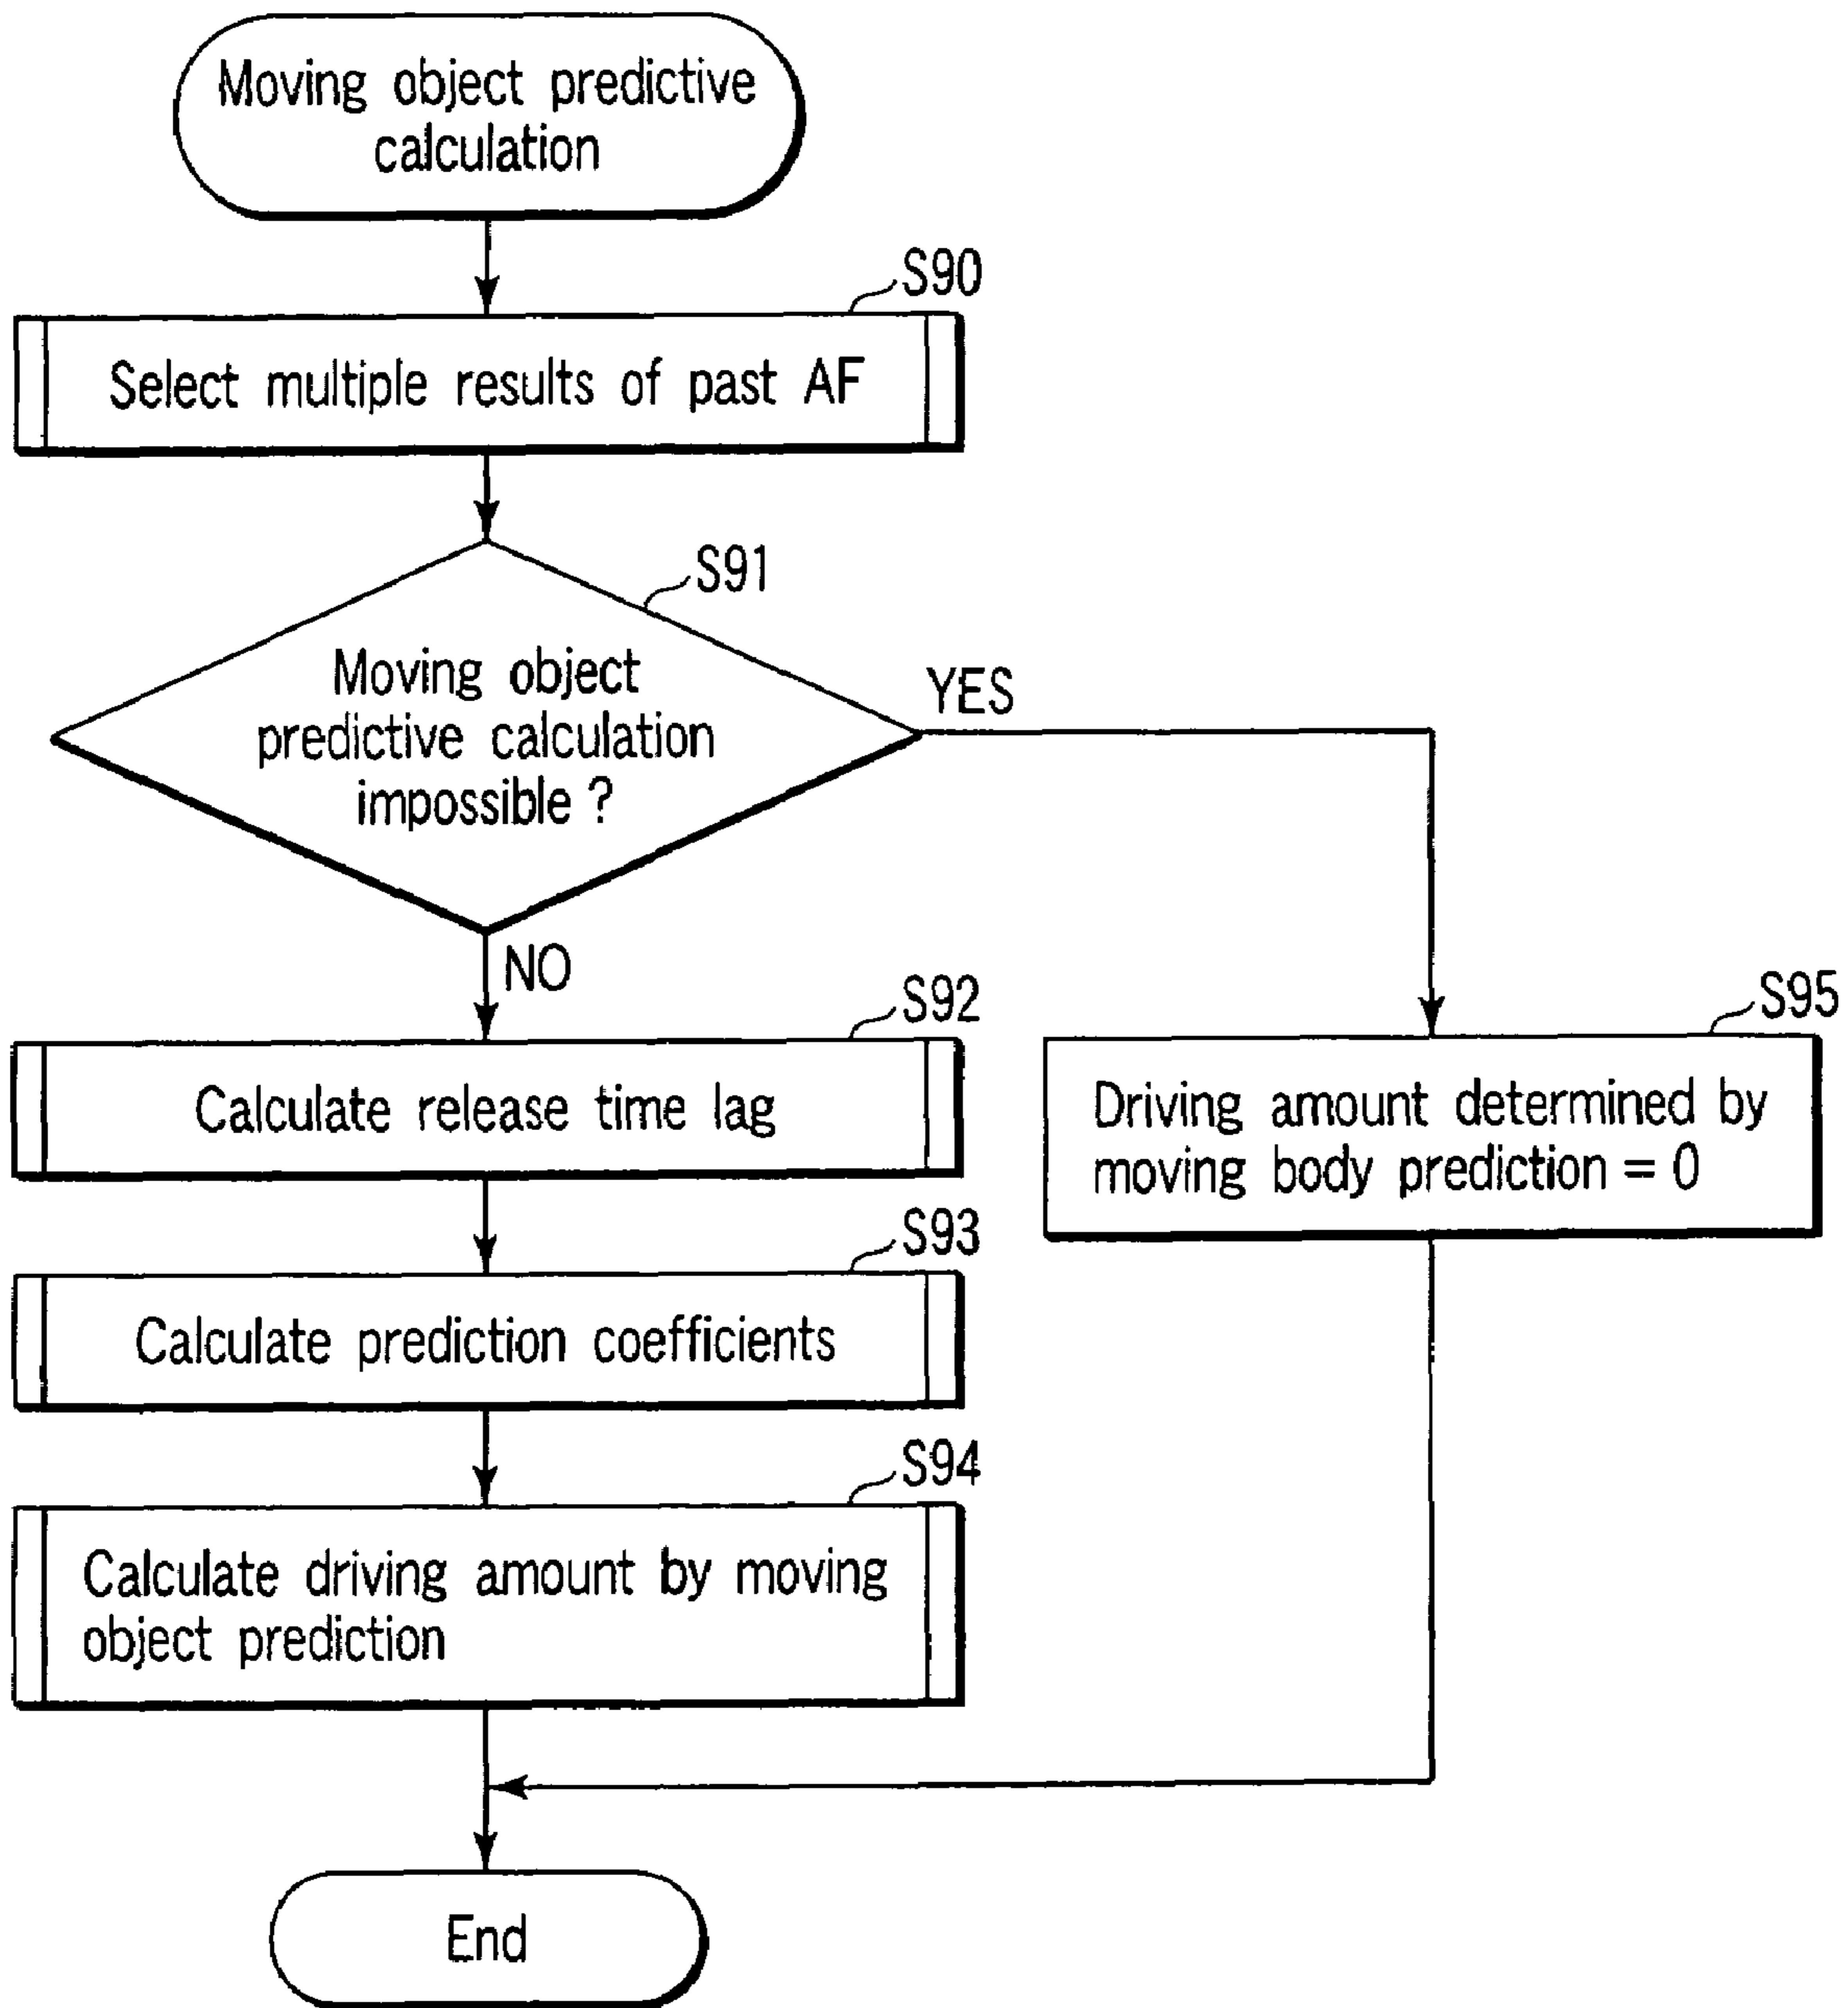 Moving object predictive
calculation
S90
Select multiple results of past AF
S91
Moving object
predictive calculation
impossible ?
YES
NO
S92
Calculate release time lag
S95
Driving amount determined by
moving body prediction = 0
S93
Calculate prediction coefficients
S94
Calculate driving amount by moving
object prediction
End